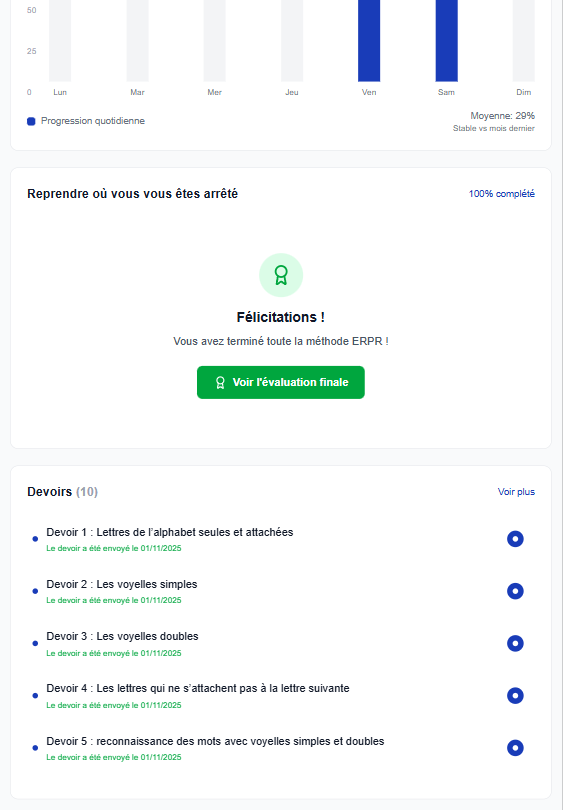 50
25
0
Lun Mar Mer Jeu Ven Sam Dim
Progression quotidienne
Moyenne: 29%
Stable vs mois dernier
Reprendre où vous vous êtes arrêté
100% complété
Félicitations !
Vous avez terminé toute la méthode ERPR !
Voir l'évaluation finale
Devoirs (10)
Voir plus
Devoir 1 : Lettres de l’alphabet seules et attachées
Le devoir a été envoyé le 01/11/2025
Devoir 2 : Les voyelles simples
Le devoir a été envoyé le 01/11/2025
Devoir 3 : Les voyelles doubles
Le devoir a été envoyé le 01/11/2025
Devoir 4 : Les lettres qui ne s’attachent pas à la lettre suivante
Le devoir a été envoyé le 01/11/2025
Devoir 5 : reconnaissance des mots avec voyelles simples et doubles
Le devoir a été envoyé le 01/11/2025